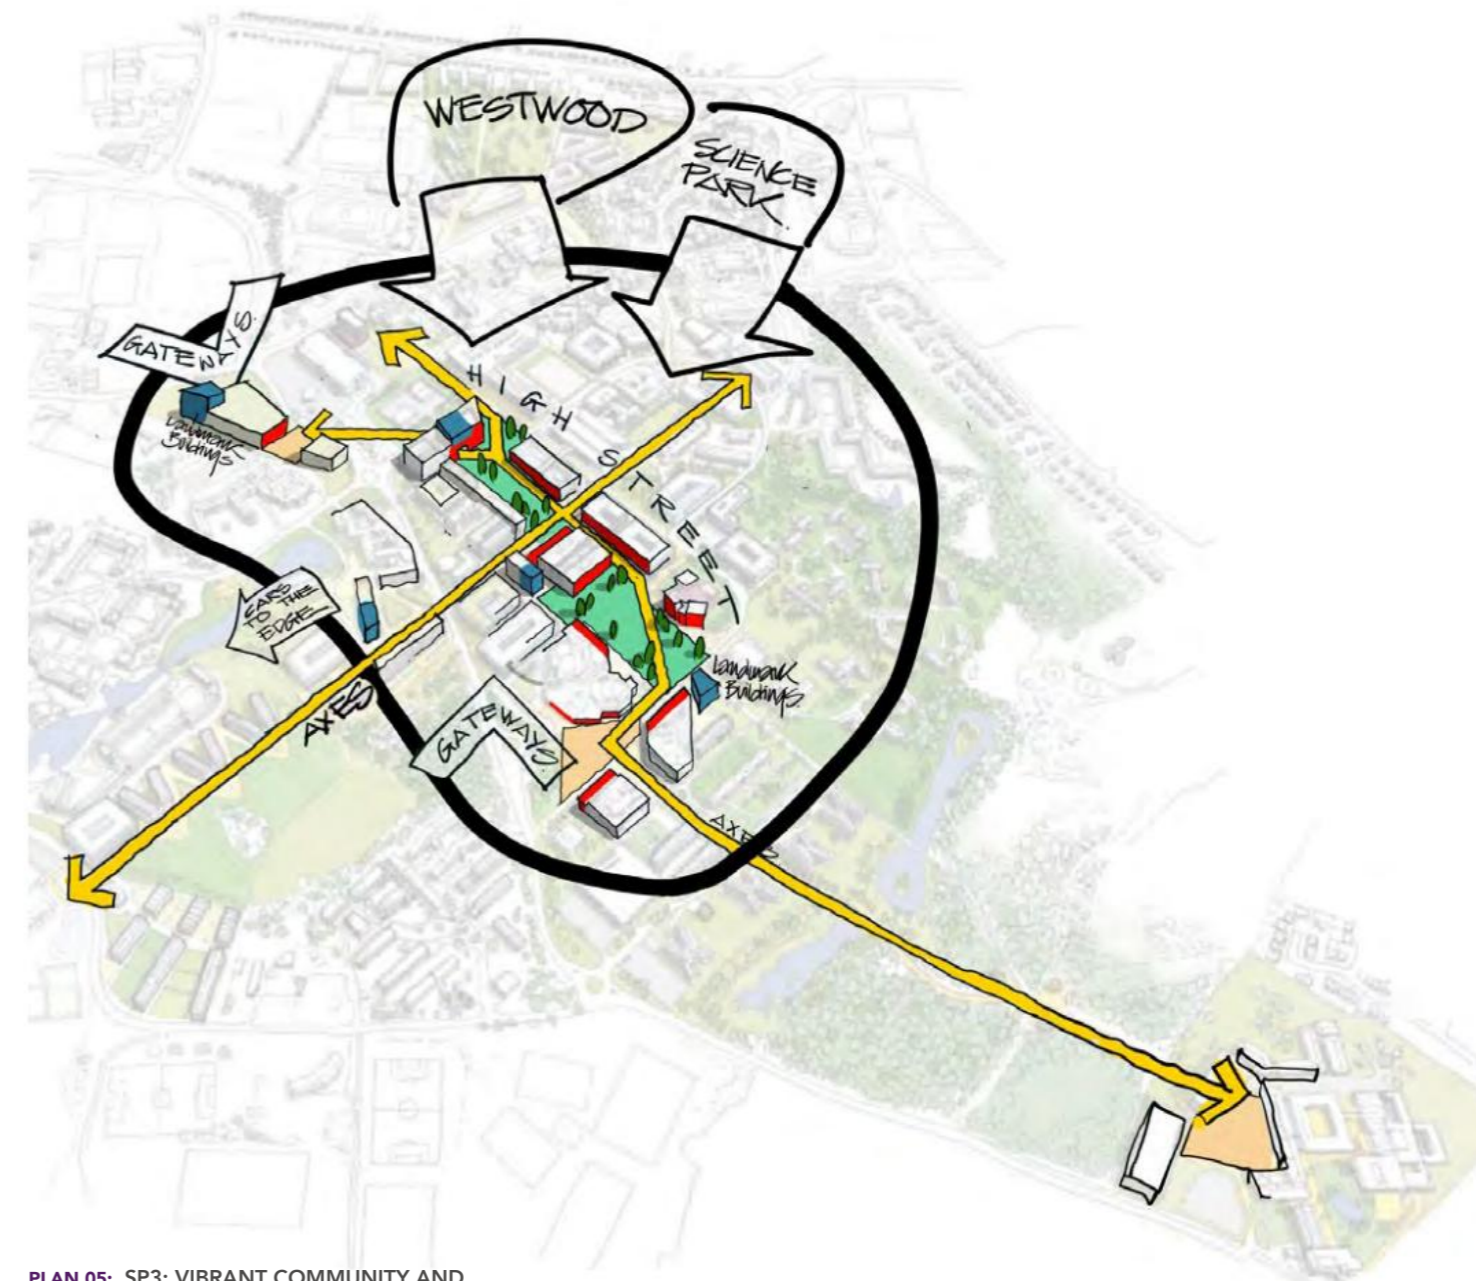 WESTWOOD
SCIENCE
PARK.
GATEWAYS.
HIGH STREET
Landmark
Buildings
CARS
TO THE
EDGE
AXES
Landmark
Buildings.
GATEWAYS.
AXES
PLAN 05: SP3: VIBRANT COMMUNITY AND